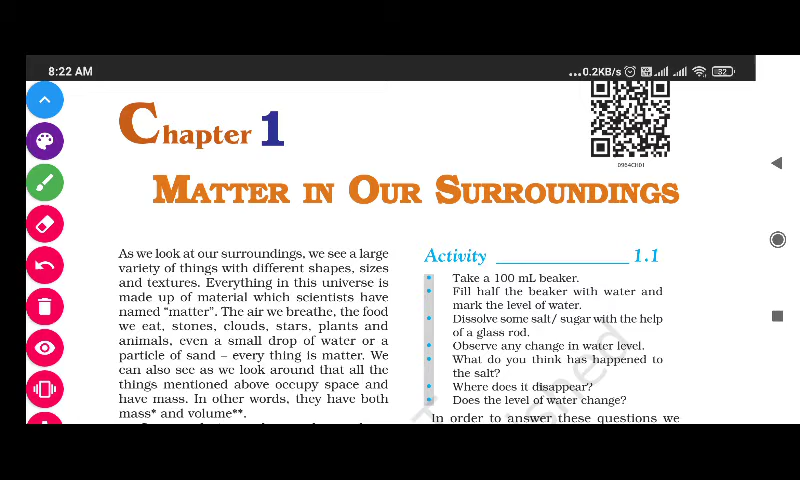 8:22 AM
...0.2KB/s
32
Chapter 1
0964CH01
MATTER IN OUR SURROUNDINGS
As we look at our surroundings, we see a large
variety of things with different shapes, sizes
and textures. Everything in this universe is
made up of material which scientists have
named “matter”. The air we breathe, the food
we eat, stones, clouds, stars, plants and
animals, even a small drop of water or a
particle of sand – every thing is matter. We
can also see as we look around that all the
things mentioned above occupy space and
have mass. In other words, they have both
mass* and volume**.
Activity ______________ 1.1
• Take a 100 mL beaker.
• Fill half the beaker with water and
mark the level of water.
• Dissolve some salt/ sugar with the help
of a glass rod.
• Observe any change in water level.
• What do you think has happened to
the salt?
• Where does it disappear?
• Does the level of water change?
In order to answer these questions we